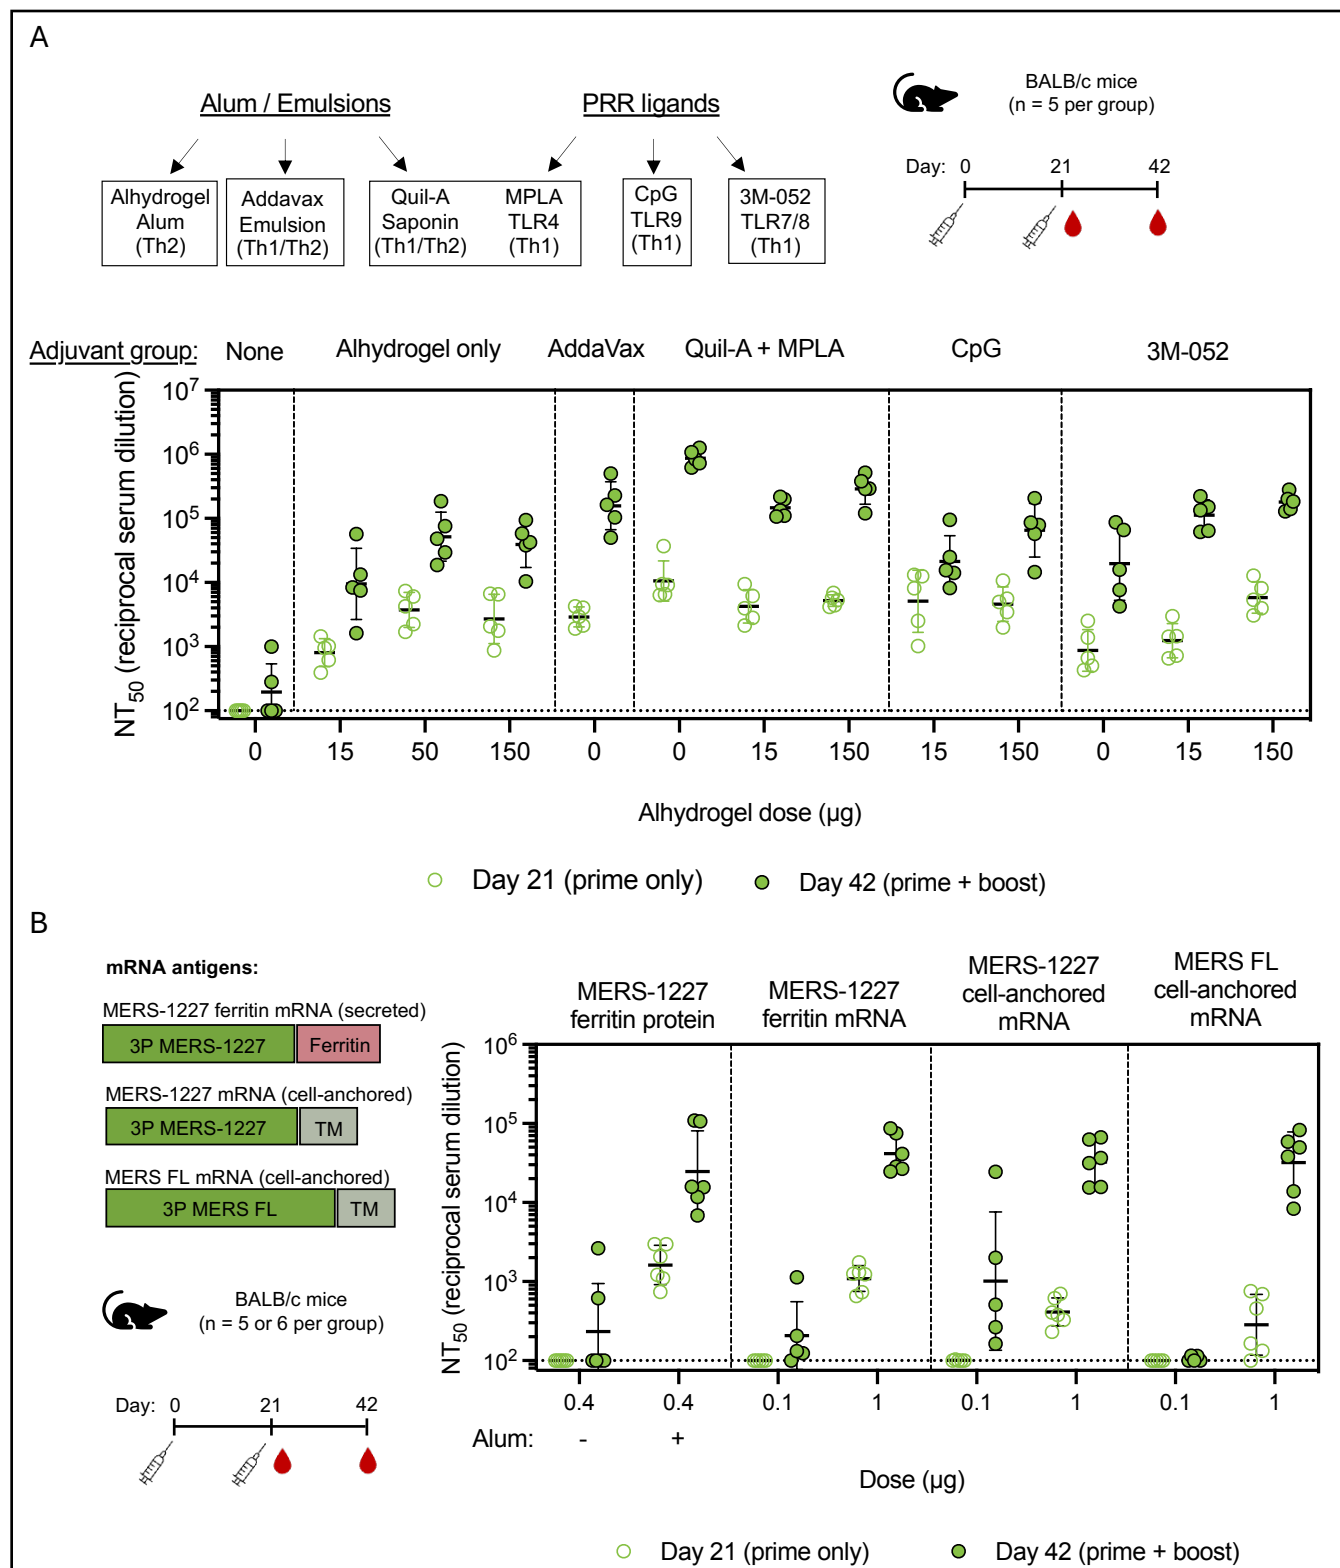 A
Alum / Emulsions
PRR ligands
BALB/c mice
(n = 5 per group)
Alhydrogel
Alum
(Th2)
Addavax
Emulsion
(Th1/Th2)
Quil-A
Saponin
(Th1/Th2)
MPLA
TLR4
(Th1)
CpG
TLR9
(Th1)
3M-052
TLR7/8
(Th1)
Day: 0 21 42
Adjuvant group: None Alhydrogel only AddaVax Quil-A + MPLA CpG 3M-052
NT50 (reciprocal serum dilution)
10^7
10^6
10^5
10^4
10^3
10^2
0 15 50 150 0 0 15 150 15 150 0 15 150
Alhydrogel dose (µg)
Day 21 (prime only) Day 42 (prime + boost)
B
mRNA antigens:
MERS-1227 ferritin mRNA (secreted)
3P MERS-1227 Ferritin
MERS-1227 mRNA (cell-anchored)
3P MERS-1227 TM
MERS FL mRNA (cell-anchored)
3P MERS FL TM
BALB/c mice
(n = 5 or 6 per group)
Day: 0 21 42
MERS-1227
ferritin protein
MERS-1227
ferritin mRNA
MERS-1227
cell-anchored
mRNA
MERS FL
cell-anchored
mRNA
NT50 (reciprocal serum dilution)
10^6
10^5
10^4
10^3
10^2
0.4 0.4 0.1 1 0.1 1 0.1 1
Alum: - +
Dose (µg)
Day 21 (prime only) Day 42 (prime + boost)